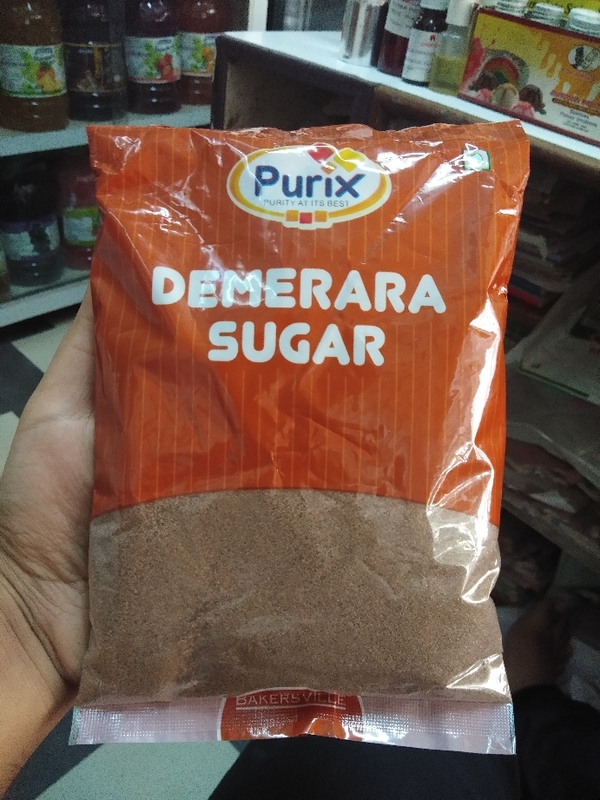 Purix
PURITY AT ITS BEST
DEMERARA
SUGAR
BAKERSVILLE